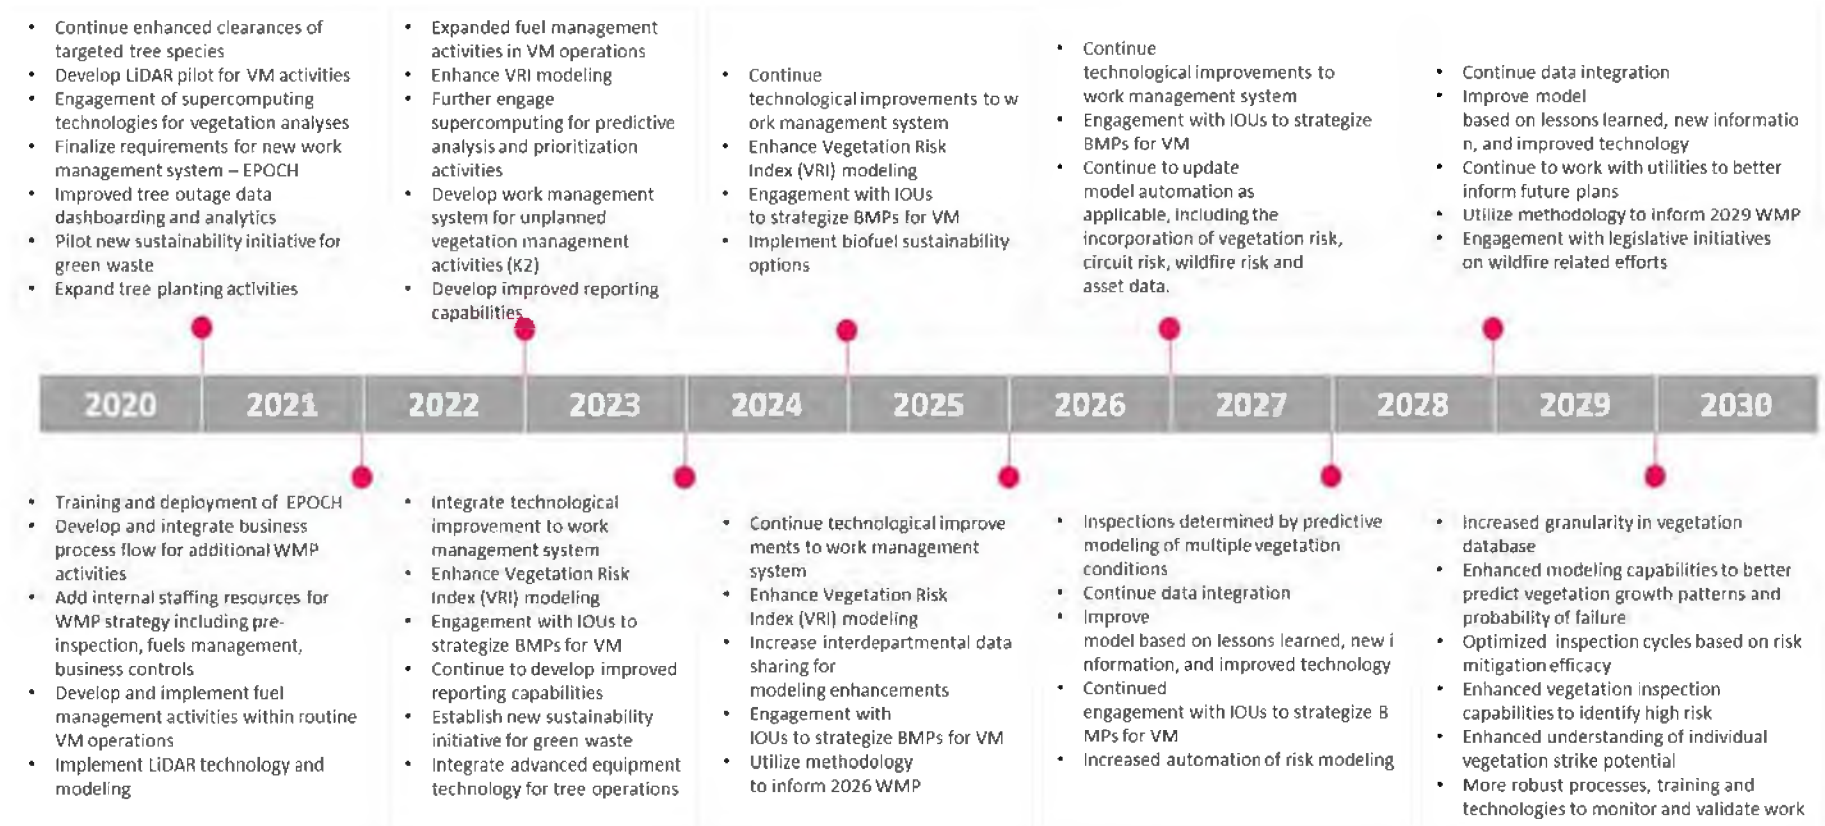 • Continue enhanced clearances of
targeted tree species
• Develop LiDAR pilot for VM activities
• Engagement of supercomputing
technologies for vegetation analyses
• Finalize requirements for new work
management system – EPOCH
• Improved tree outage data
dashboarding and analytics
• Pilot new sustainability initiative for
green waste
• Expand tree planting activities
• Expanded fuel management
activities in VM operations
• Enhance VRI modeling
• Further engage
supercomputing for predictive
analysis and prioritization
activities
• Develop work management
system for unplanned
vegetation management
activities (K2)
• Develop improved reporting
capabilities
• Continue
technological improvements to w
ork management system
• Enhance Vegetation Risk
Index (VRI) modeling
• Engagement with IOUs
to strategize BMPs for VM
• Implement biofuel sustainability
options
• Continue
technological improvements to
work management system
• Engagement with IOUs to strategize
BMPs for VM
• Continue to update
model automation as
applicable, including the
incorporation of vegetation risk,
circuit risk, wildfire risk and
asset data.
• Continue data integration
• Improve model
based on lessons learned, new informatio
n, and improved technology
• Continue to work with utilities to better
inform future plans
• Utilize methodology to inform 2029 WMP
• Engagement with legislative initiatives
on wildfire related efforts
2020 2021 2022 2023 2024 2025 2026 2027 2028 2029 2030
• Training and deployment of EPOCH
• Develop and integrate business
process flow for additional WMP
activities
• Add internal staffing resources for
WMP strategy including pre-
inspection, fuels management,
business controls
• Develop and implement fuel
management activities within routine
VM operations
• Implement LiDAR technology and
modeling
• Integrate technological
improvement to work
management system
• Enhance Vegetation Risk
Index (VRI) modeling
• Engagement with IOUs to
strategize BMPs for VM
• Continue to develop improved
reporting capabilities
• Establish new sustainability
initiative for green waste
• Integrate advanced equipment
technology for tree operations
• Continue technological improve
ments to work management
system
• Enhance Vegetation Risk
Index (VRI) modeling
• Increase interdepartmental data
sharing for
modeling enhancements
• Engagement with
IOUs to strategize BMPs for VM
• Utilize methodology
to inform 2026 WMP
• Inspections determined by predictive
modeling of multiple vegetation
conditions
• Continue data integration
• Improve
model based on lessons learned, new i
nformation, and improved technology
• Continued
engagement with IOUs to strategize B
MPs for VM
• Increased automation of risk modeling
• Increased granularity in vegetation
database
• Enhanced modeling capabilities to better
predict vegetation growth patterns and
probability of failure
• Optimized inspection cycles based on risk
mitigation efficacy
• Enhanced vegetation inspection
capabilities to identify high risk
• Enhanced understanding of individual
vegetation strike potential
• More robust processes, training and
technologies to monitor and validate work